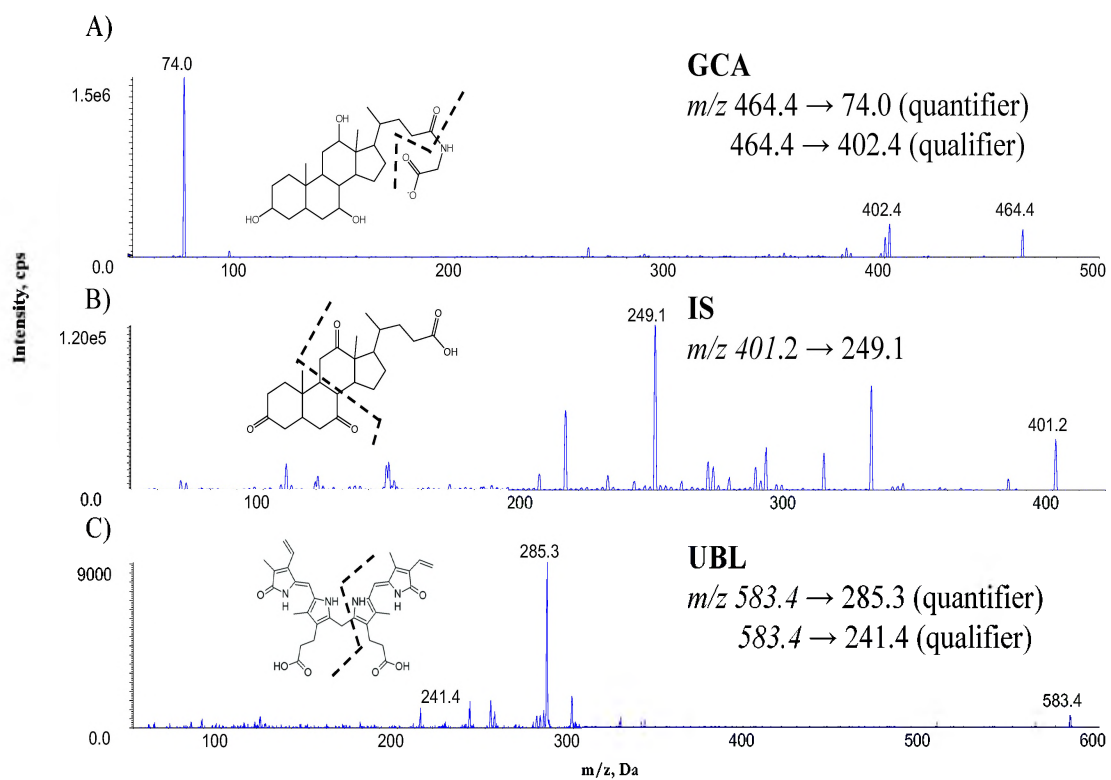 A)
74.0
1.5e6
GCA
m/z 464.4 → 74.0 (quantifier)
464.4 → 402.4 (qualifier)
OH
O
NH
O
-O
HO
OH
402.4
464.4
0.0
100
200
300
400
500
Intensity, cps
B)
1.20e5
249.1
IS
m/z 401.2 → 249.1
O
O
OH
O
O
401.2
0.0
100
200
300
400
C)
9000
285.3
UBL
m/z 583.4 → 285.3 (quantifier)
583.4 → 241.4 (qualifier)
O
N
H
NH
NH
N
H
O
HO
O
O
OH
241.4
583.4
0.0
100
200
300
400
500
600
m/z, Da